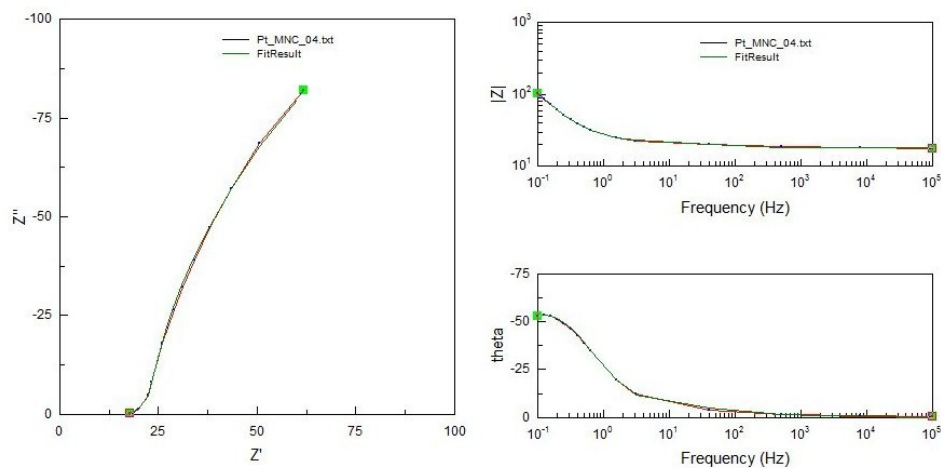 -100
-75
-50
-25
0
Z''
Pt_MNC_04.txt
FitResult
0 25 50 75 100
Z'
10³
10²
10¹
|Z|
Pt_MNC_04.txt
FitResult
10⁻¹ 10⁰ 10¹ 10² 10³ 10⁴ 10⁵
Frequency (Hz)
-75
-50
-25
0
theta
10⁻¹ 10⁰ 10¹ 10² 10³ 10⁴ 10⁵
Frequency (Hz)